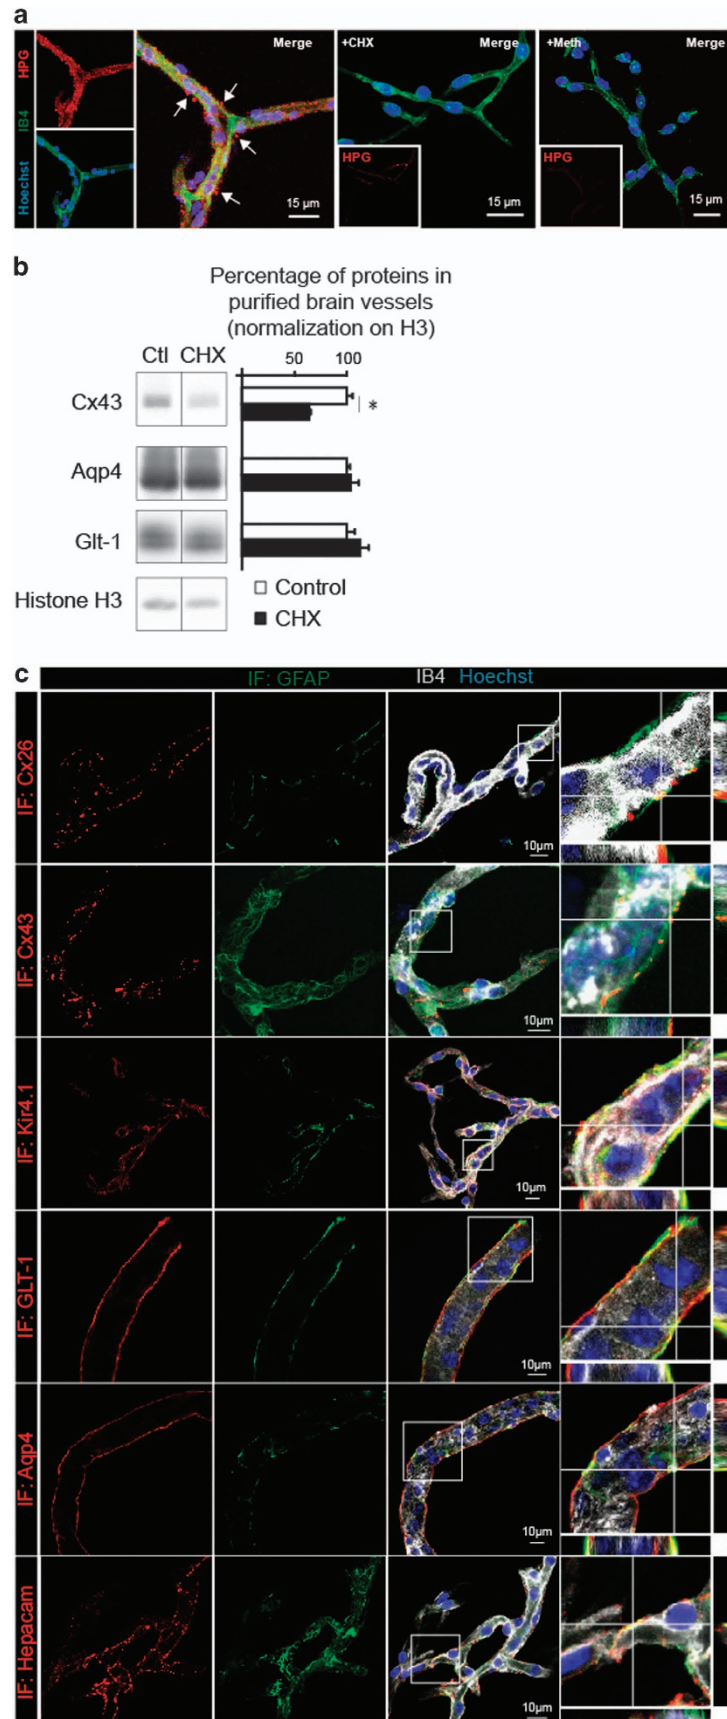 a
HPG
IB4
Hoechst
Merge
15 µm
+CHX
Merge
HPG
15 µm
+Meth
Merge
HPG
15 µm
b
Percentage of proteins in
purified brain vessels
(normalization on H3)
Ctl CHX
50 100
Cx43
*
Aqp4
Glt-1
Histone H3
Control
CHX
c
IF: GFAP IB4 Hoechst
IF: Cx26
10µm
IF: Cx43
10µm
IF: Kir4.1
10µm
IF: GLT-1
10µm
IF: Aqp4
10µm
IF: Hepacam
10µm